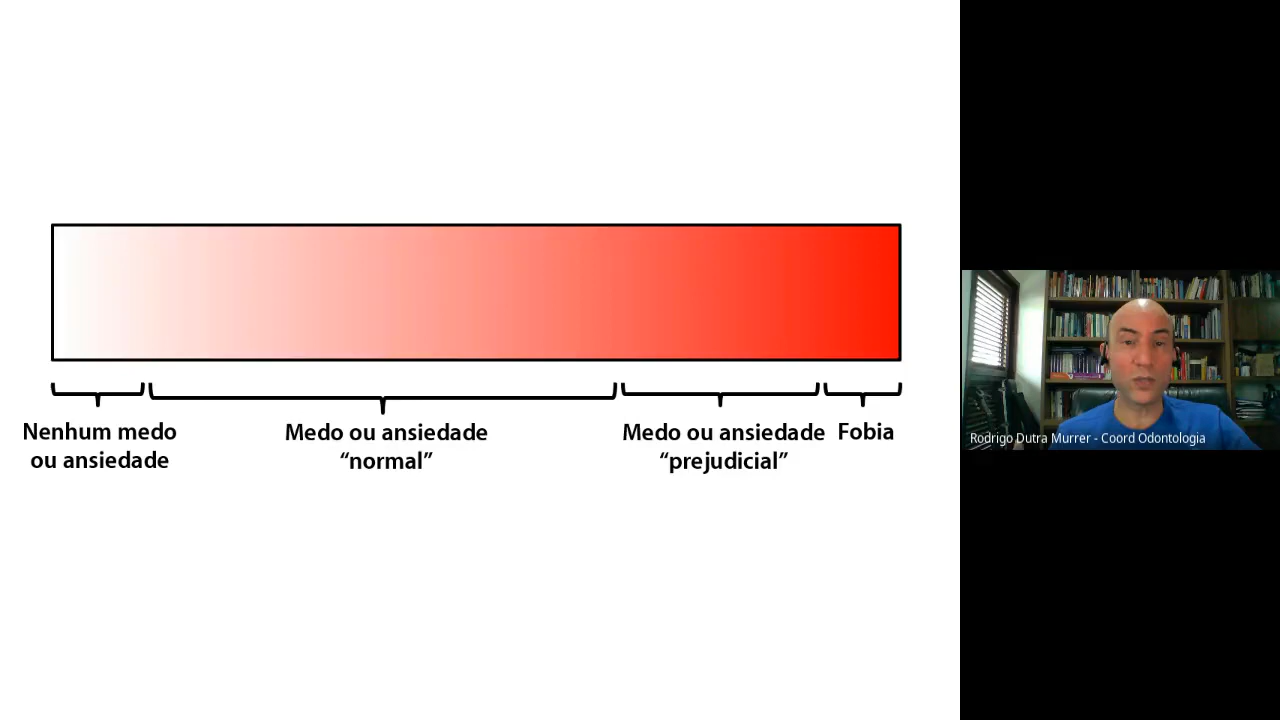 Nenhum medo
ou ansiedade
Medo ou ansiedade
“normal”
Medo ou ansiedade
“prejudicial”
Fobia
Rodrigo Dutra Murrer - Coord Odontologia